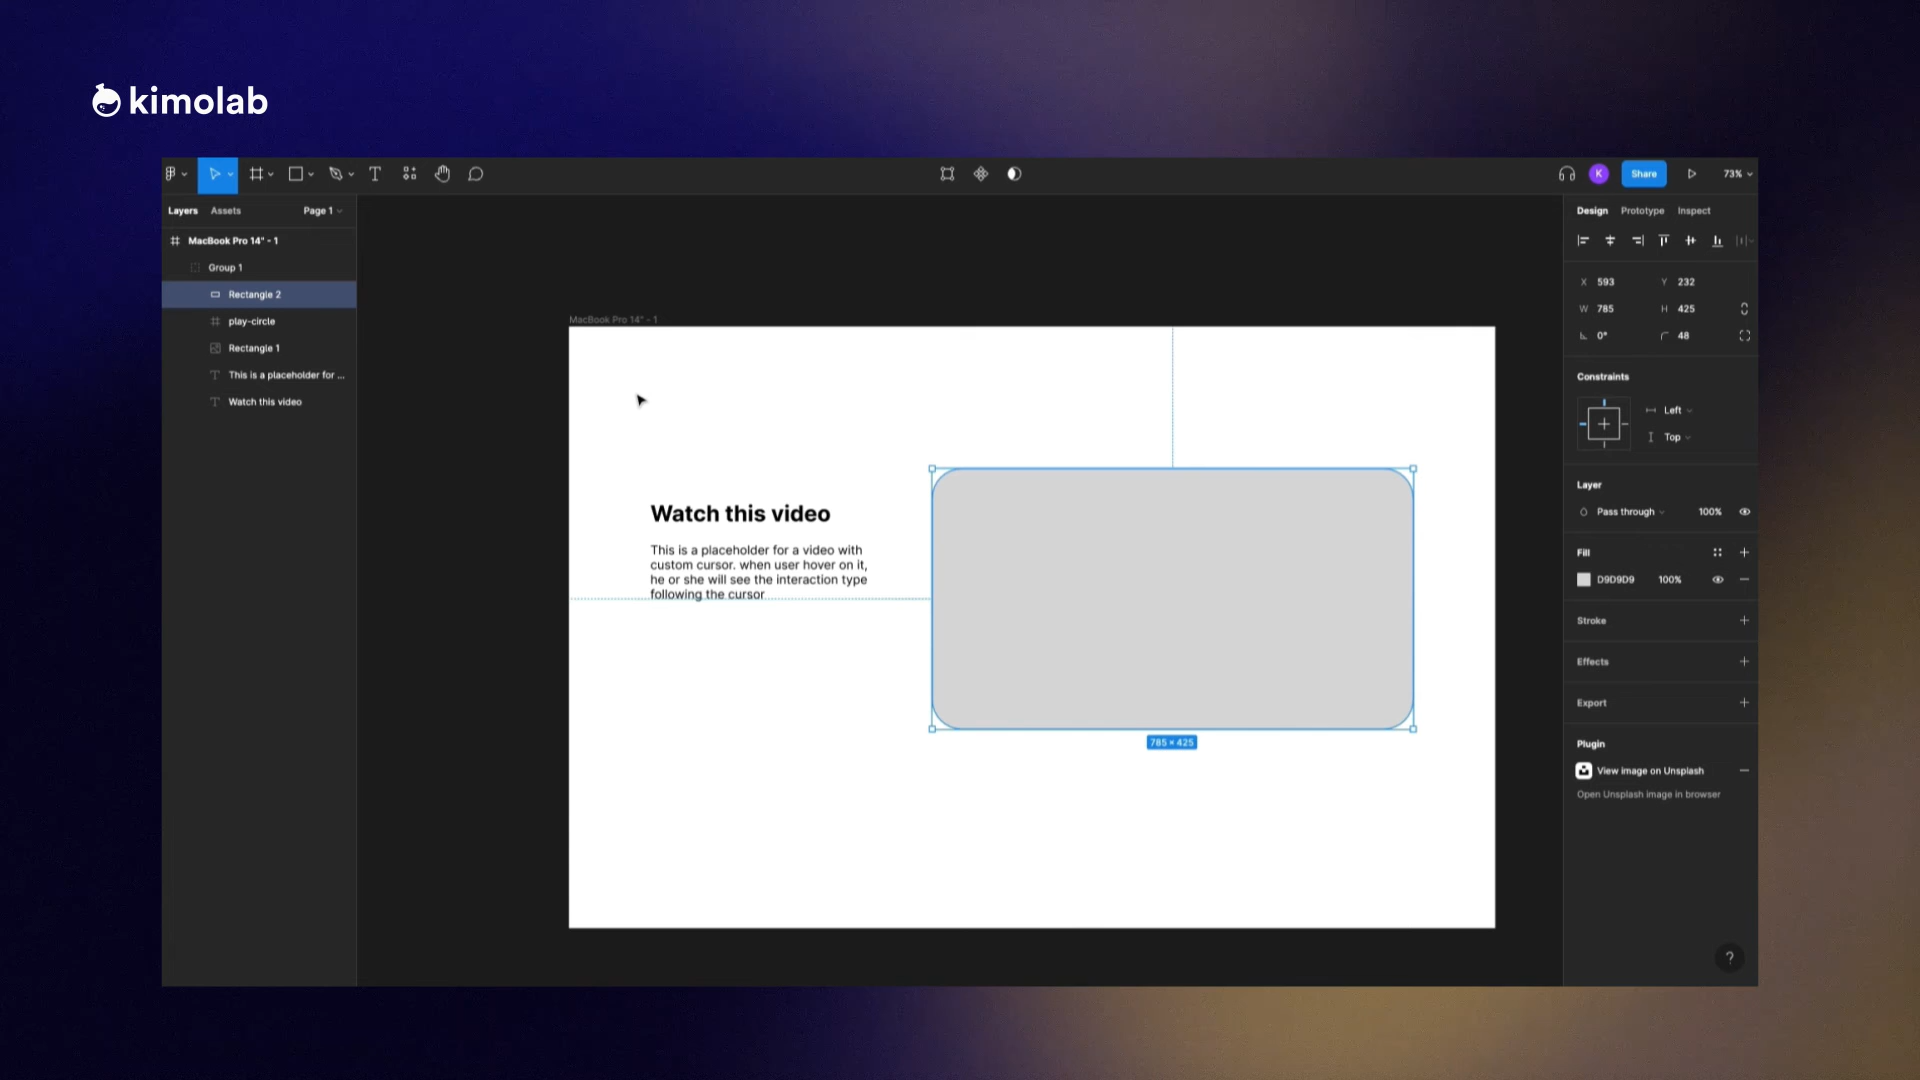 kimolab
K
Share
73%
Layers
Assets
Page 1
Design
Prototype
Inspect
MacBook Pro 14" - 1
Group 1
Rectangle 2
play-circle
Rectangle 1
This is a placeholder for ...
Watch this video
MacBook Pro 14" - 1
Watch this video
This is a placeholder for a video with
custom cursor. when user hover on it,
he or she will see the interaction type
following the cursor
785 × 425
X 593
Y 232
W 785
H 425
0°
48
Constraints
Left
Top
Layer
Pass through
100%
Fill
D9D9D9
100%
Stroke
Effects
Export
Plugin
View image on Unsplash
Open Unsplash image in browser
?